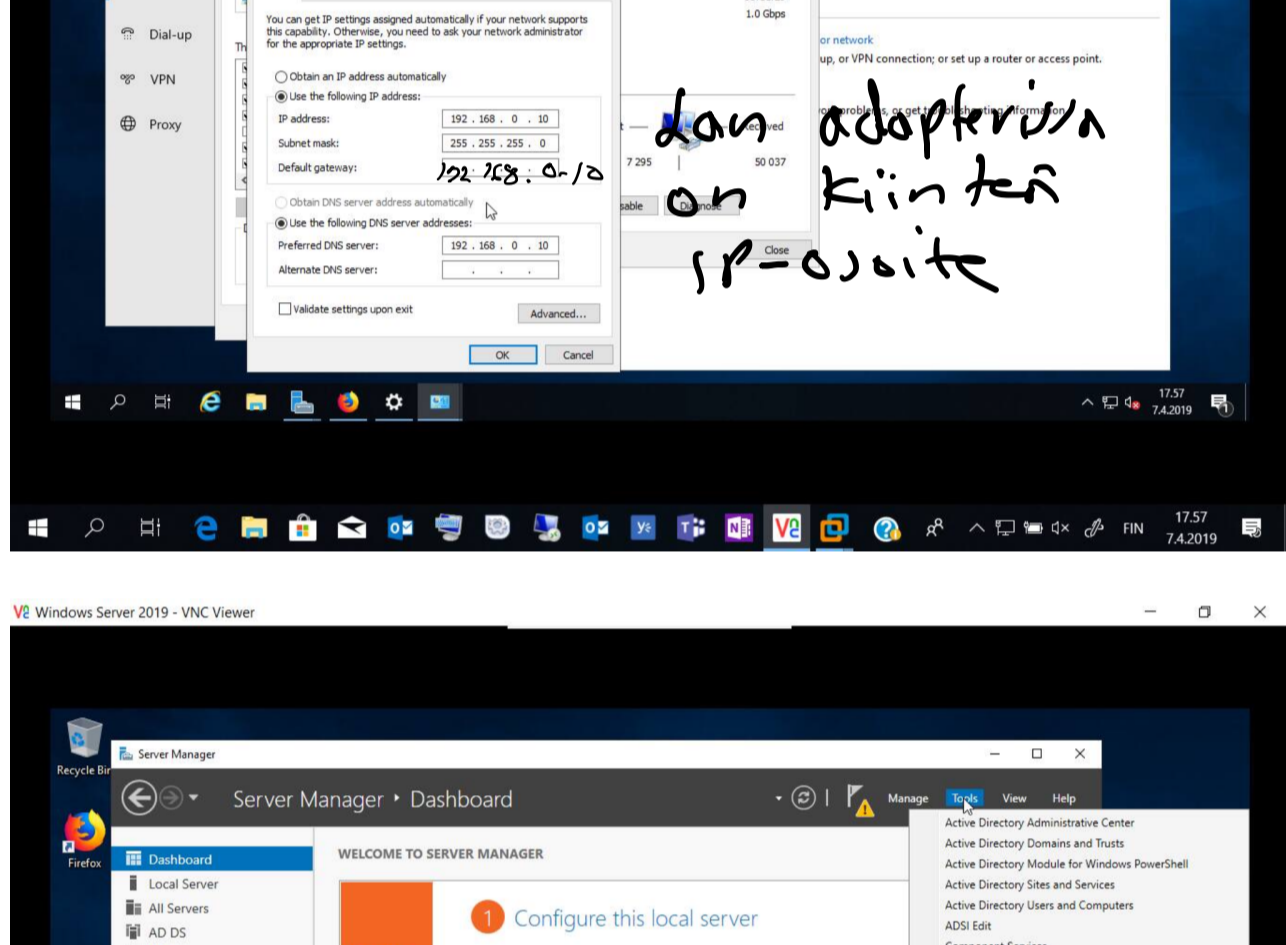 You can get IP settings assigned automatically if your network supports
this capability. Otherwise, you need to ask your network administrator
for the appropriate IP settings.
1.0 Gbps
Dial-up
VPN
Proxy
Th
or network
up, or VPN connection; or set up a router or access point.
Obtain an IP address automatically
Use the following IP address:
IP address: 192 . 168 . 0 . 10
Subnet mask: 255 . 255 . 255 . 0
Default gateway:
Obtain DNS server address automatically
Use the following DNS server addresses:
Preferred DNS server: 192 . 168 . 0 . 10
Alternate DNS server: . . .
Validate settings upon exit
Advanced...
OK Cancel
7 295 50 037
sable Diagnose
Close
Lan adapterissa
on kiinteä
IP-osoite
17.57
7.4.2019
FIN
17.57
7.4.2019
Windows Server 2019 - VNC Viewer
Recycle Bin
Firefox
Server Manager
Server Manager Dashboard
Manage Tools View Help
Dashboard
Local Server
All Servers
AD DS
WELCOME TO SERVER MANAGER
1 Configure this local server
Active Directory Administrative Center
Active Directory Domains and Trusts
Active Directory Module for Windows PowerShell
Active Directory Sites and Services
Active Directory Users and Computers
ADSI Edit